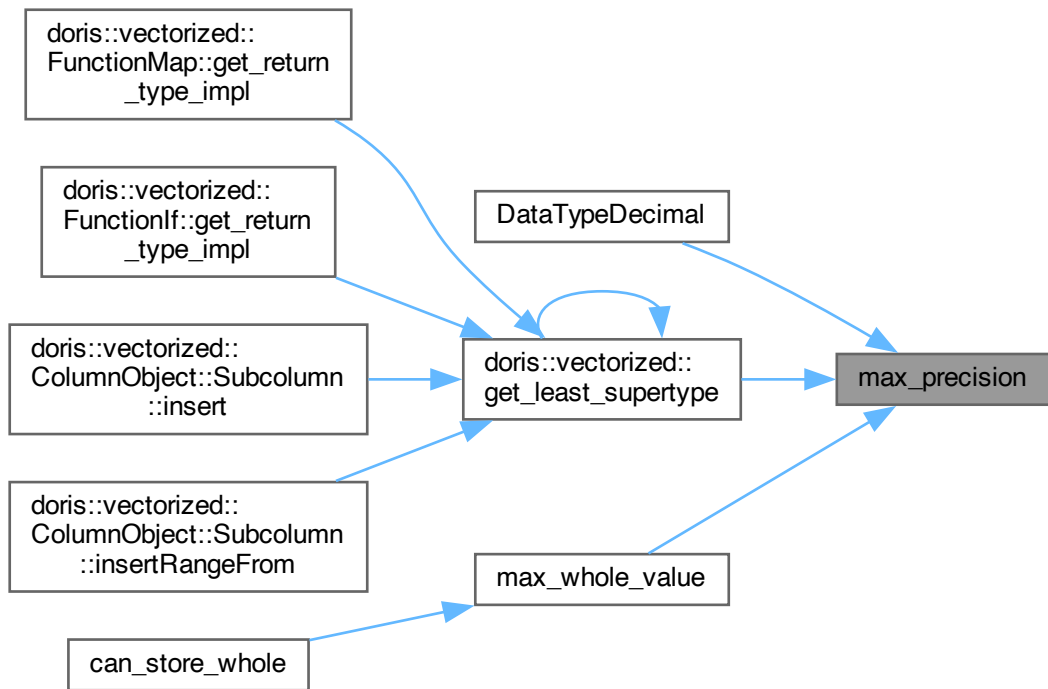 doris::vectorized::
FunctionMap::get_return
_type_impl
doris::vectorized::
FunctionIf::get_return
_type_impl
DataTypeDecimal
doris::vectorized::
ColumnObject::Subcolumn
::insert
doris::vectorized::
get_least_supertype
max_precision
doris::vectorized::
ColumnObject::Subcolumn
::insertRangeFrom
max_whole_value
can_store_whole